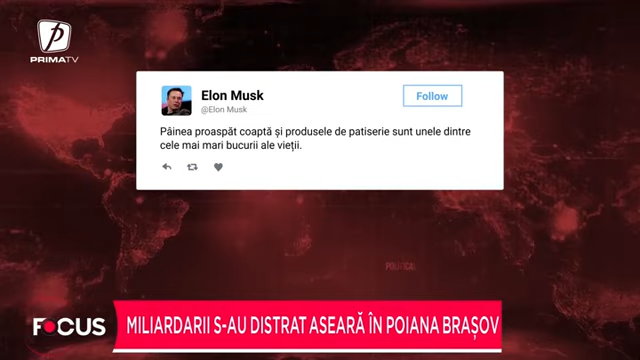 PRIMATV
Elon Musk
Follow
@Elon Musk
Pâinea proaspăt coaptă și produsele de patiserie sunt unele dintre
cele mai mari bucurii ale vieții.
POLITICA
FOCUS
MILIARDARII S-AU DISTRAT ASEARĂ ÎN POIANA BRAȘOV